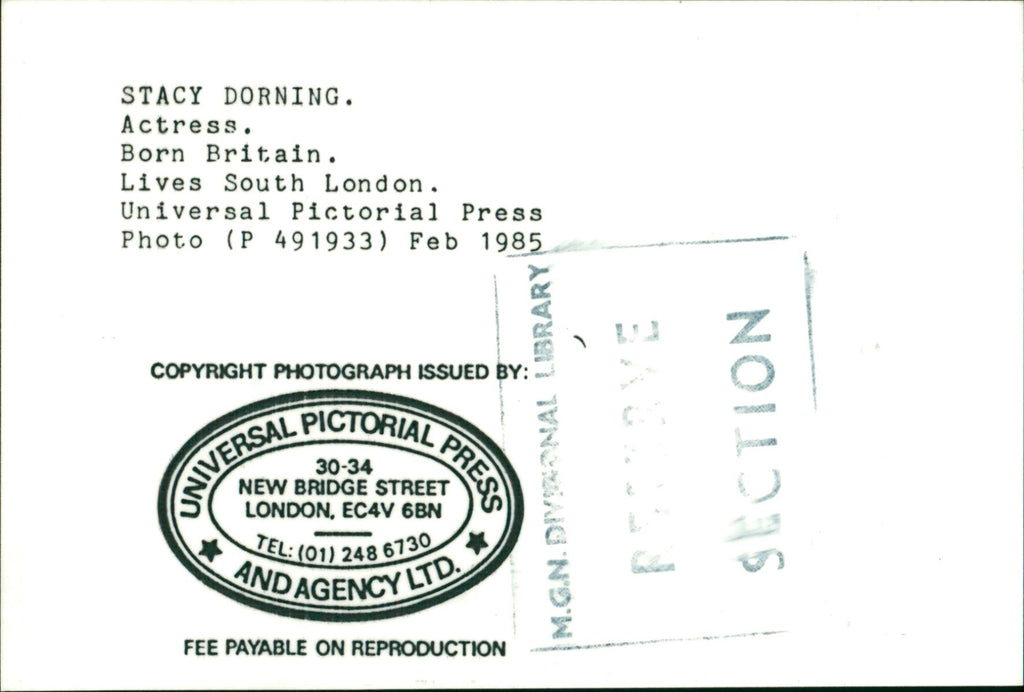 STACY DORNING.
Actress.
Born Britain.
Lives South London.
Universal Pictorial Press
Photo (P 491933) Feb 1985
COPYRIGHT PHOTOGRAPH ISSUED BY:
UNIVERSAL PICTORIAL PRESS
30-34
NEW BRIDGE STREET
LONDON, EC4V 6BN
TEL: (01) 248 6730
★ AND AGENCY LTD. ★
FEE PAYABLE ON REPRODUCTION
M.G.N. DIVISIONAL LIBRARY
RESERVE
SECTION